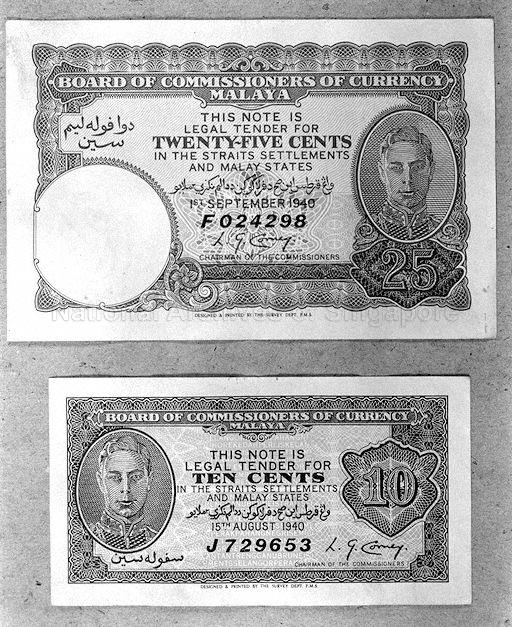 BOARD OF COMMISSIONERS OF CURRENCY
MALAYA
دوا فوله ليم
سين
THIS NOTE IS
LEGAL TENDER FOR
TWENTY-FIVE CENTS
IN THE STRAITS SETTLEMENTS
AND MALAY STATES
1ST SEPTEMBER 1940
F024298
L. G. Corney
CHAIRMAN OF THE COMMISSIONERS
25
National Singapore
DESIGNED & PRINTED BY THE SURVEY DEPT. F.M.S.
BOARD OF COMMISSIONERS OF CURRENCY
MALAYA
THIS NOTE IS
LEGAL TENDER FOR
TEN CENTS
IN THE STRAITS SETTLEMENTS
AND MALAY STATES
10
15TH AUGUST 1940
J729653
L. G. Corney.
سفوله سين
CHAIRMAN OF THE COMMISSIONERS
DESIGNED & PRINTED BY THE SURVEY DEPT. F.M.S.